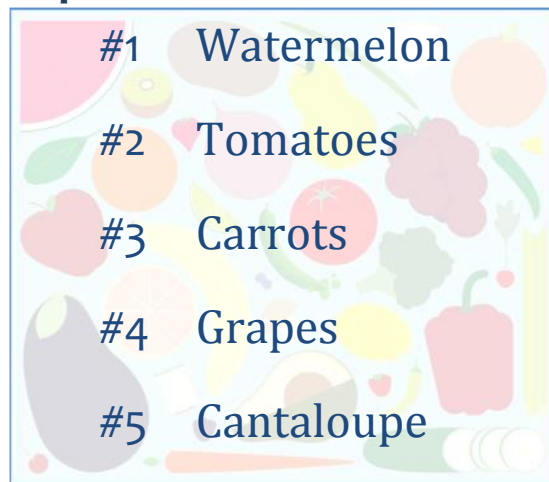 #1 Watermelon
#2 Tomatoes
#3 Carrots
#4 Grapes
#5 Cantaloupe